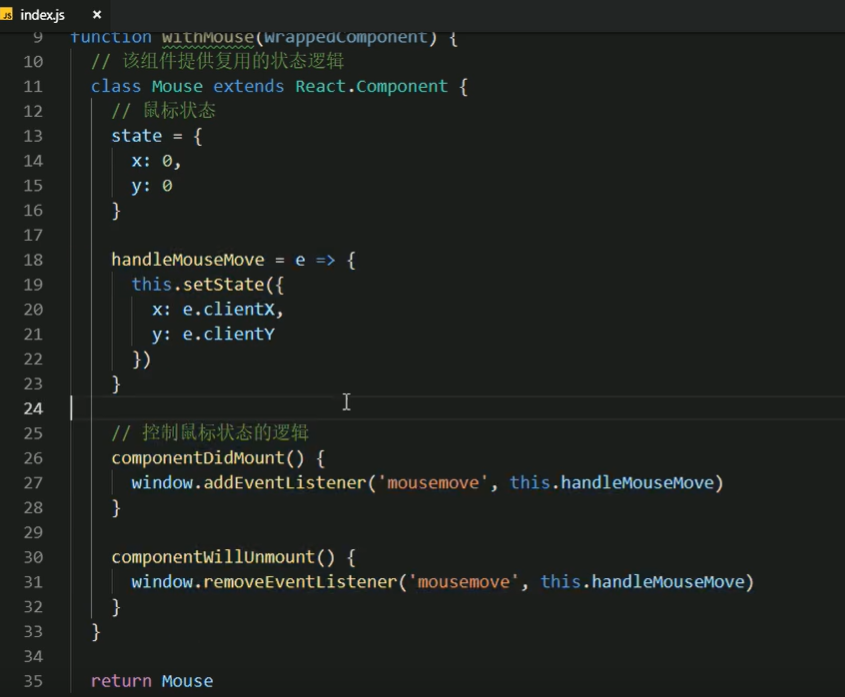 JS index.js ×
9 function withMouse(WrappedComponent) {
10 // 该组件提供复用的状态逻辑
11 class Mouse extends React.Component {
12 // 鼠标状态
13 state = {
14 x: 0,
15 y: 0
16 }
17
18 handleMouseMove = e => {
19 this.setState({
20 x: e.clientX,
21 y: e.clientY
22 })
23 }
24
25 // 控制鼠标状态的逻辑
26 componentDidMount() {
27 window.addEventListener('mousemove', this.handleMouseMove)
28 }
29
30 componentWillUnmount() {
31 window.removeEventListener('mousemove', this.handleMouseMove)
32 }
33 }
34
35 return Mouse